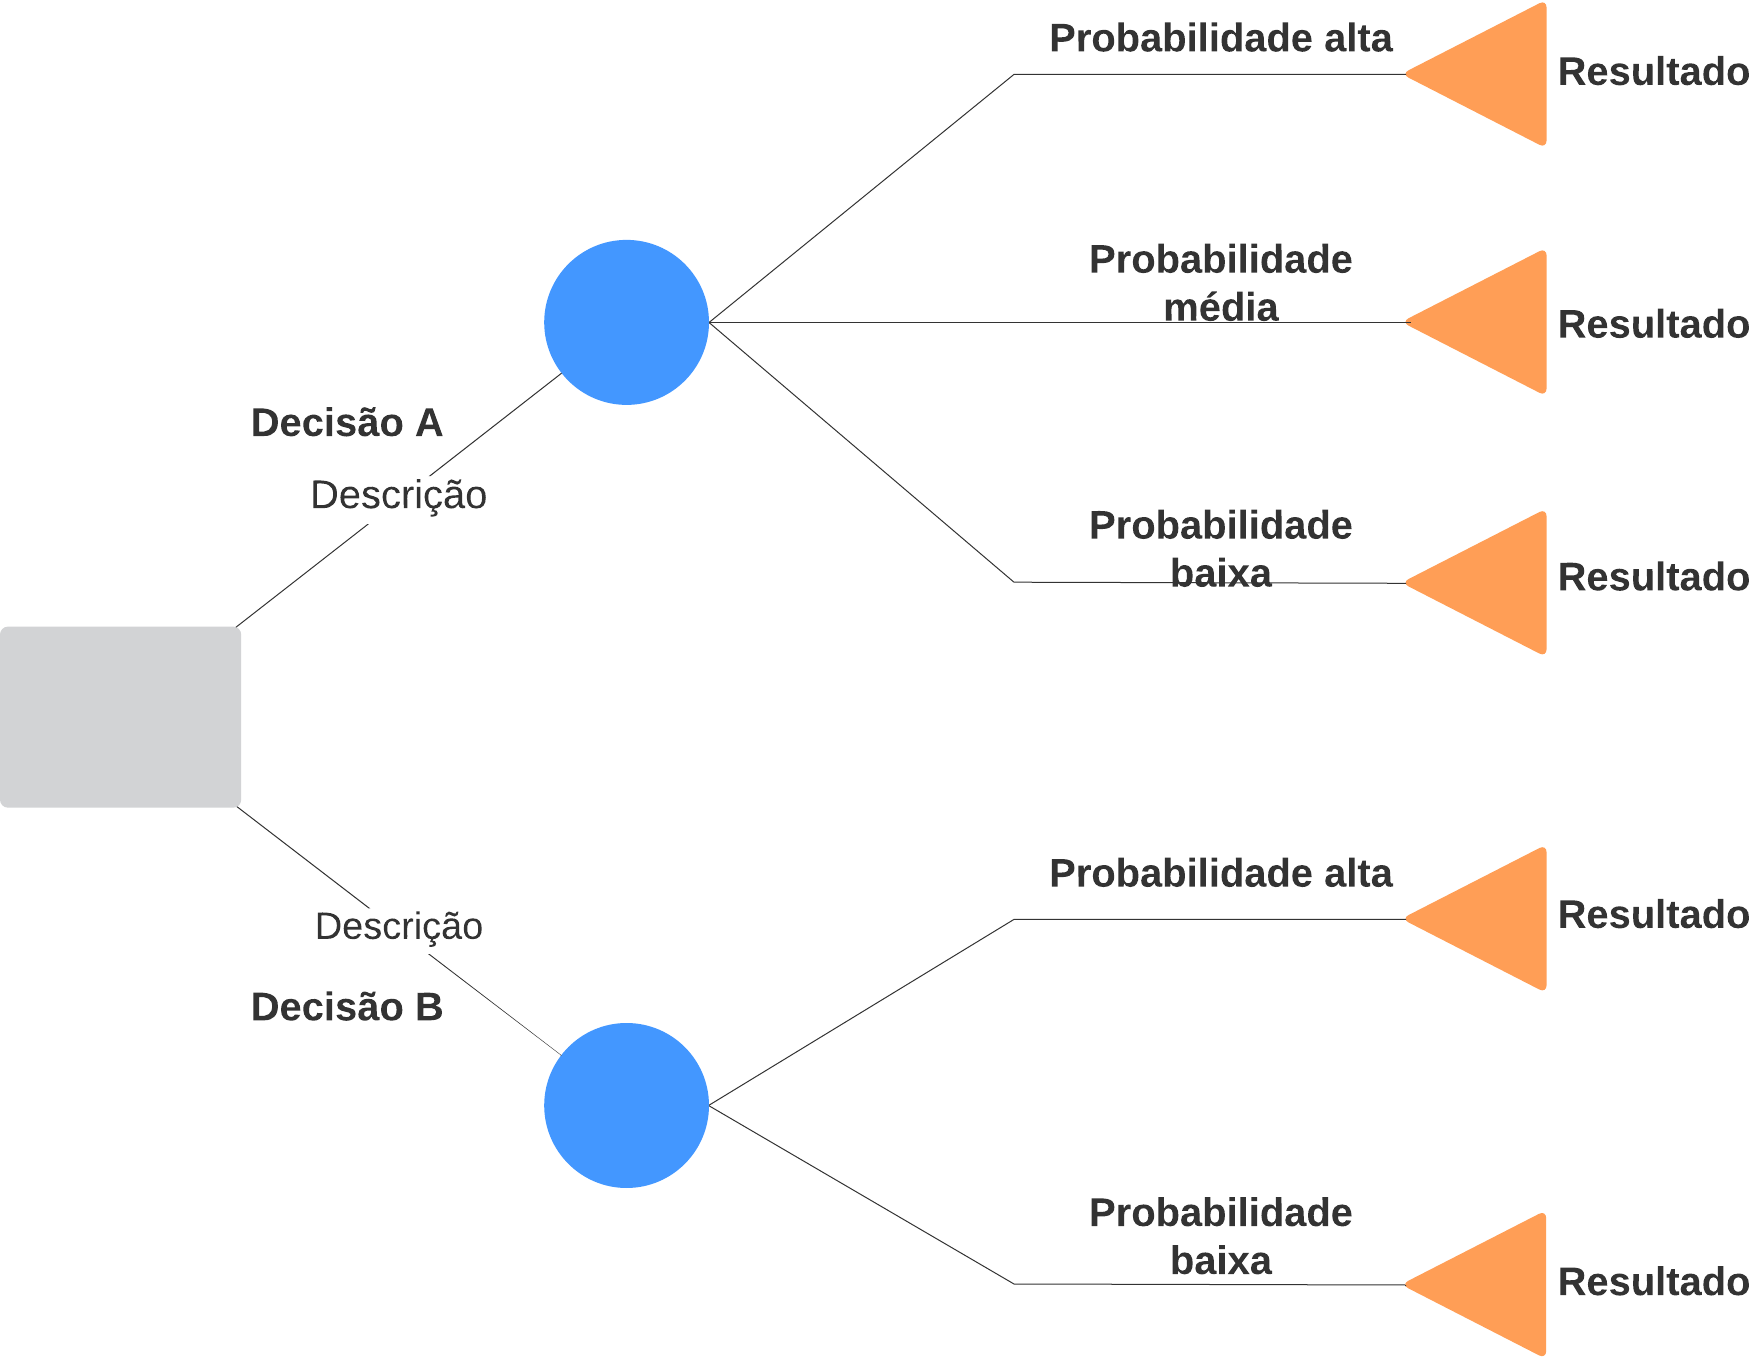 Probabilidade alta
Resultado
Probabilidade
média
Resultado
Decisão A
Descrição
Probabilidade
baixa
Resultado
Probabilidade alta
Resultado
Descrição
Decisão B
Probabilidade
baixa
Resultado